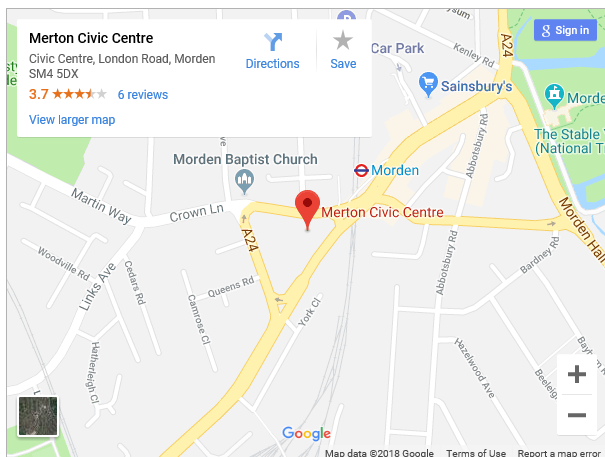 Merton Civic Centre
Civic Centre, London Road, Morden
SM4 5DX
3.7
6 reviews
View larger map
Directions
Save
Sign in
Car Park
Kenley Rd
A24
Sainsbury's
Morden
The Stable
(National T
Abbotsbury Rd
Morden Baptist Church
Morden
Martin Way
Crown Ln
Merton Civic Centre
A24
Morden Hall
Woodville Rd
Links Ave
Cedars Rd
Queens Rd
Camrose Cl
York Cl
Abbotsbury Rd
Bardney Rd
Hatherleigh Cl
Hazelwood Ave
Beeleig
Bayha
Google
Map data ©2018 Google
Terms of Use
Report a map error